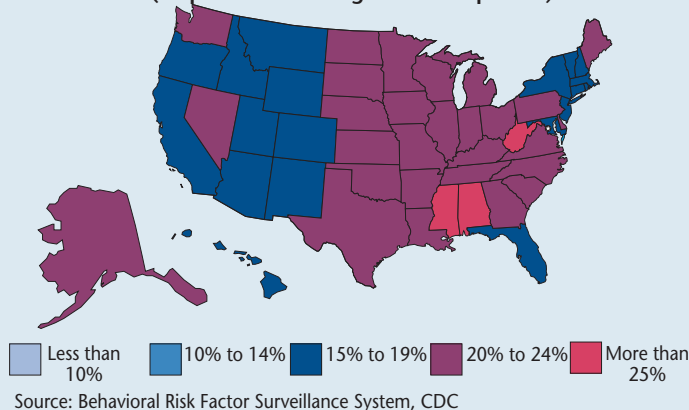 Less than
10%
10% to 14%
15% to 19%
20% to 24%
More than
25%
Source: Behavioral Risk Factor Surveillance System, CDC